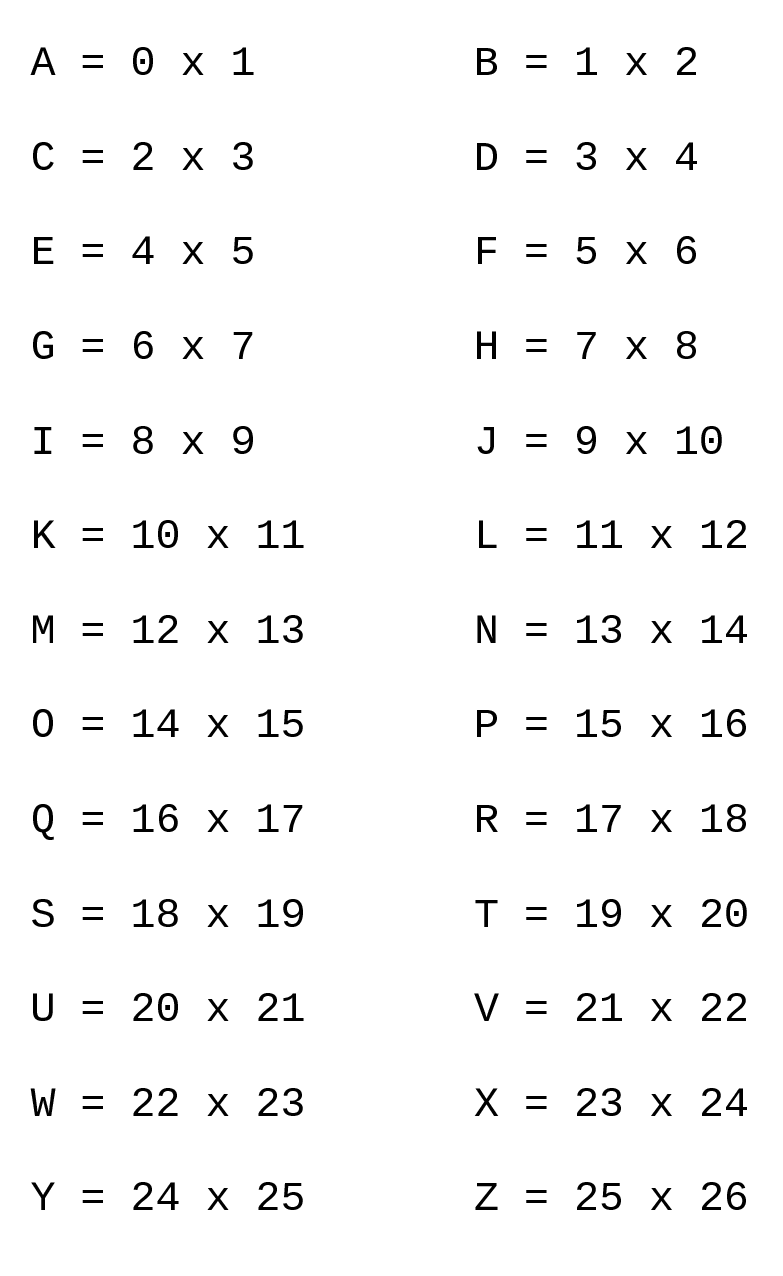 A = 0 x 1 B = 1 x 2
C = 2 x 3 D = 3 x 4
E = 4 x 5 F = 5 x 6
G = 6 x 7 H = 7 x 8
I = 8 x 9 J = 9 x 10
K = 10 x 11 L = 11 x 12
M = 12 x 13 N = 13 x 14
O = 14 x 15 P = 15 x 16
Q = 16 x 17 R = 17 x 18
S = 18 x 19 T = 19 x 20
U = 20 x 21 V = 21 x 22
W = 22 x 23 X = 23 x 24
Y = 24 x 25 Z = 25 x 26